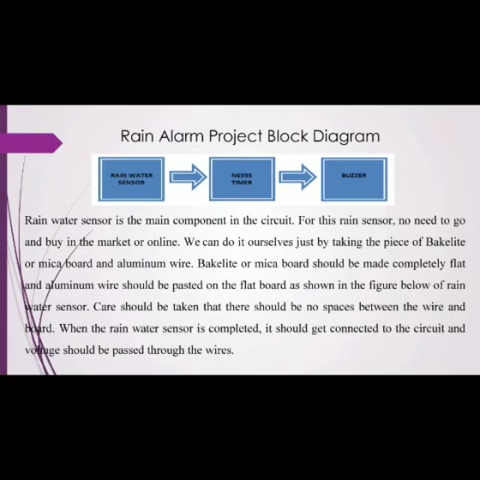 Rain Alarm Project Block Diagram
RAIN WATER
SENSOR
NE555
TIMER
BUZZER
Rain water sensor is the main component in the circuit. For this rain sensor, no need to go
and buy in the market or online. We can do it ourselves just by taking the piece of Bakelite
or mica board and aluminum wire. Bakelite or mica board should be made completely flat
and aluminum wire should be pasted on the flat board as shown in the figure below of rain
water sensor. Care should be taken that there should be no spaces between the wire and
board. When the rain water sensor is completed, it should get connected to the circuit and
voltage should be passed through the wires.